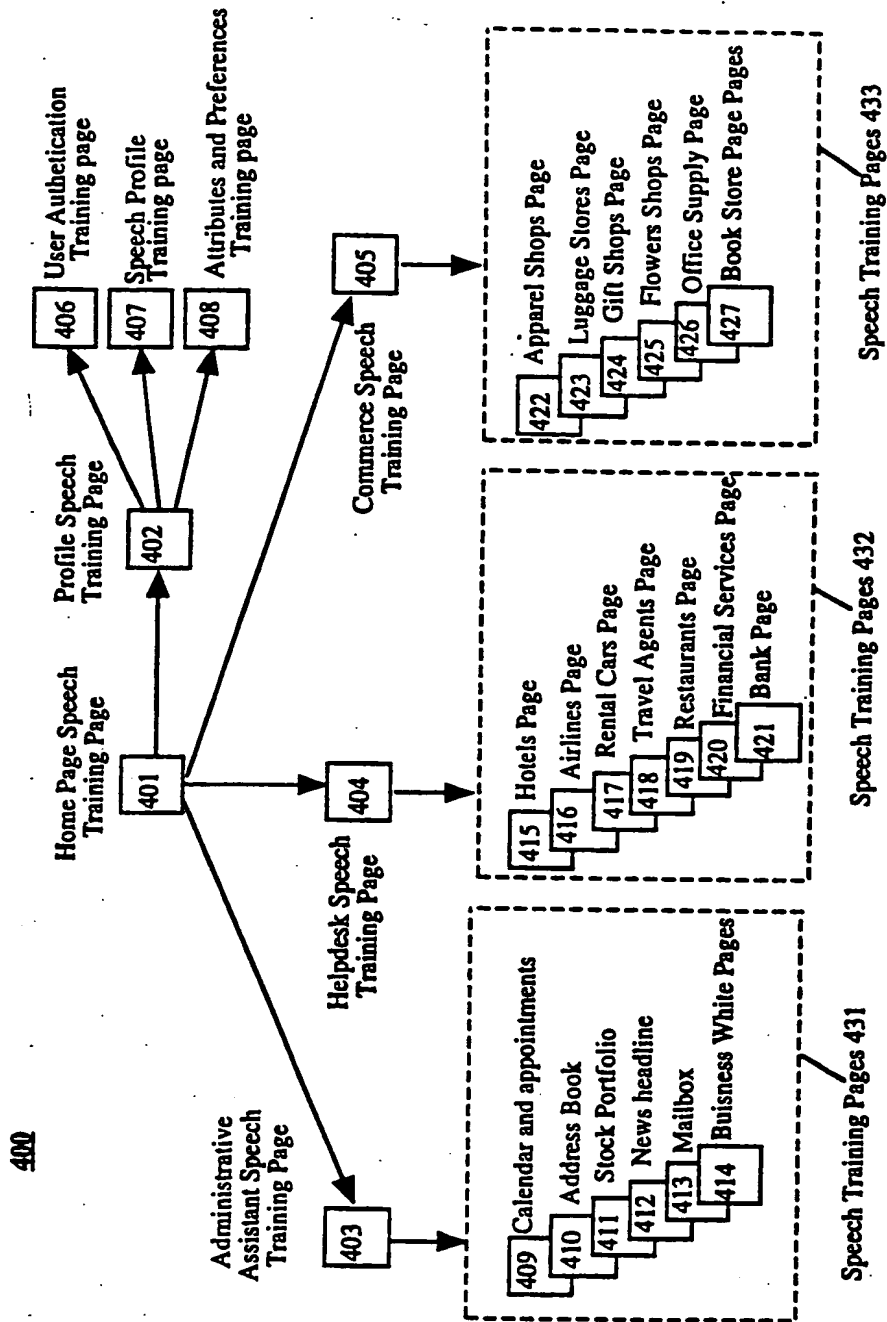 400
Home Page Speech
Training Page
401
Profile Speech
Training Page
402
406
User Authetication
Training page
407
Speech Profile
Training page
408
Attributes and Preferences
Training page
Administrative
Assistant Speech
Training Page
403
Helpdesk Speech
Training Page
404
Commerce Speech
Training Page
405
409 Calendar and appointments
410 Address Book
411 Stock Portfolio
412 News headline
413 Mailbox
414 Buisness White Pages
Speech Training Pages 431
415 Hotels Page
416 Airlines Page
417 Rental Cars Page
418 Travel Agents Page
419 Restaurants Page
420 Financial Services Page
421 Bank Page
Speech Training Pages 432
422 Apparel Shops Page
423 Luggage Stores Page
424 Gift Shops Page
425 Flowers Shops Page
426 Office Supply Page
427 Book Store Page Pages
Speech Training Pages 433